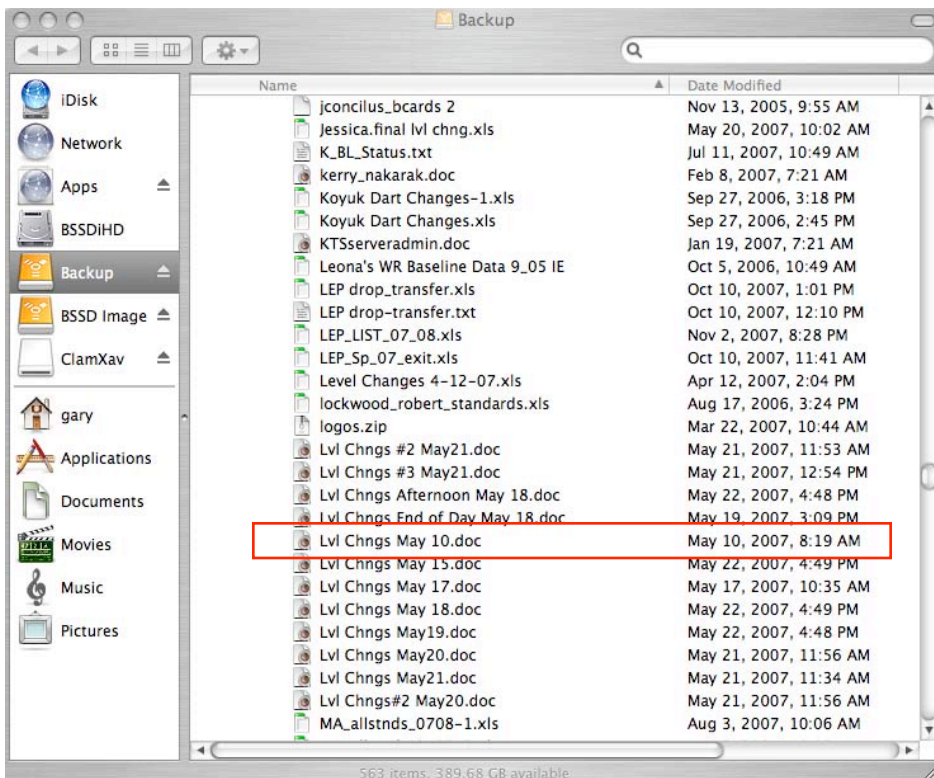 Backup
Name Date Modified
iDisk
Network
Apps
BSSDiHD
Backup
BSSD Image
ClamXav
gary
Applications
Documents
Movies
Music
Pictures
jconcilus_bcards 2 Nov 13, 2005, 9:55 AM
Jessica.final lvl chng.xls May 20, 2007, 10:02 AM
K_BL_Status.txt Jul 11, 2007, 10:49 AM
kerry_nakarak.doc Feb 8, 2007, 7:21 AM
Koyuk Dart Changes-1.xls Sep 27, 2006, 3:18 PM
Koyuk Dart Changes.xls Sep 27, 2006, 2:45 PM
KTSserveradmin.doc Jan 19, 2007, 7:21 AM
Leona's WR Baseline Data 9_05 IE Oct 5, 2006, 10:49 AM
LEP drop_transfer.xls Oct 10, 2007, 1:01 PM
LEP drop-transfer.txt Oct 10, 2007, 12:10 PM
LEP_LIST_07_08.xls Nov 2, 2007, 8:28 PM
LEP_Sp_07_exit.xls Oct 10, 2007, 11:41 AM
Level Changes 4-12-07.xls Apr 12, 2007, 2:04 PM
lockwood_robert_standards.xls Aug 17, 2006, 3:24 PM
logos.zip Mar 22, 2007, 10:44 AM
Lvl Chngs #2 May21.doc May 21, 2007, 11:53 AM
Lvl Chngs #3 May21.doc May 21, 2007, 12:54 PM
Lvl Chngs Afternoon May 18.doc May 22, 2007, 4:48 PM
Lvl Chngs End of Day May 18.doc May 19, 2007, 3:09 PM
Lvl Chngs May 10.doc May 10, 2007, 8:19 AM
Lvl Chngs May 15.doc May 22, 2007, 4:49 PM
Lvl Chngs May 17.doc May 17, 2007, 10:35 AM
Lvl Chngs May 18.doc May 22, 2007, 4:49 PM
Lvl Chngs May19.doc May 22, 2007, 4:48 PM
Lvl Chngs May20.doc May 21, 2007, 11:56 AM
Lvl Chngs May21.doc May 21, 2007, 11:34 AM
Lvl Chngs#2 May20.doc May 21, 2007, 11:56 AM
MA_allstnds_0708-1.xls Aug 3, 2007, 10:06 AM
563 items, 389.68 GB available